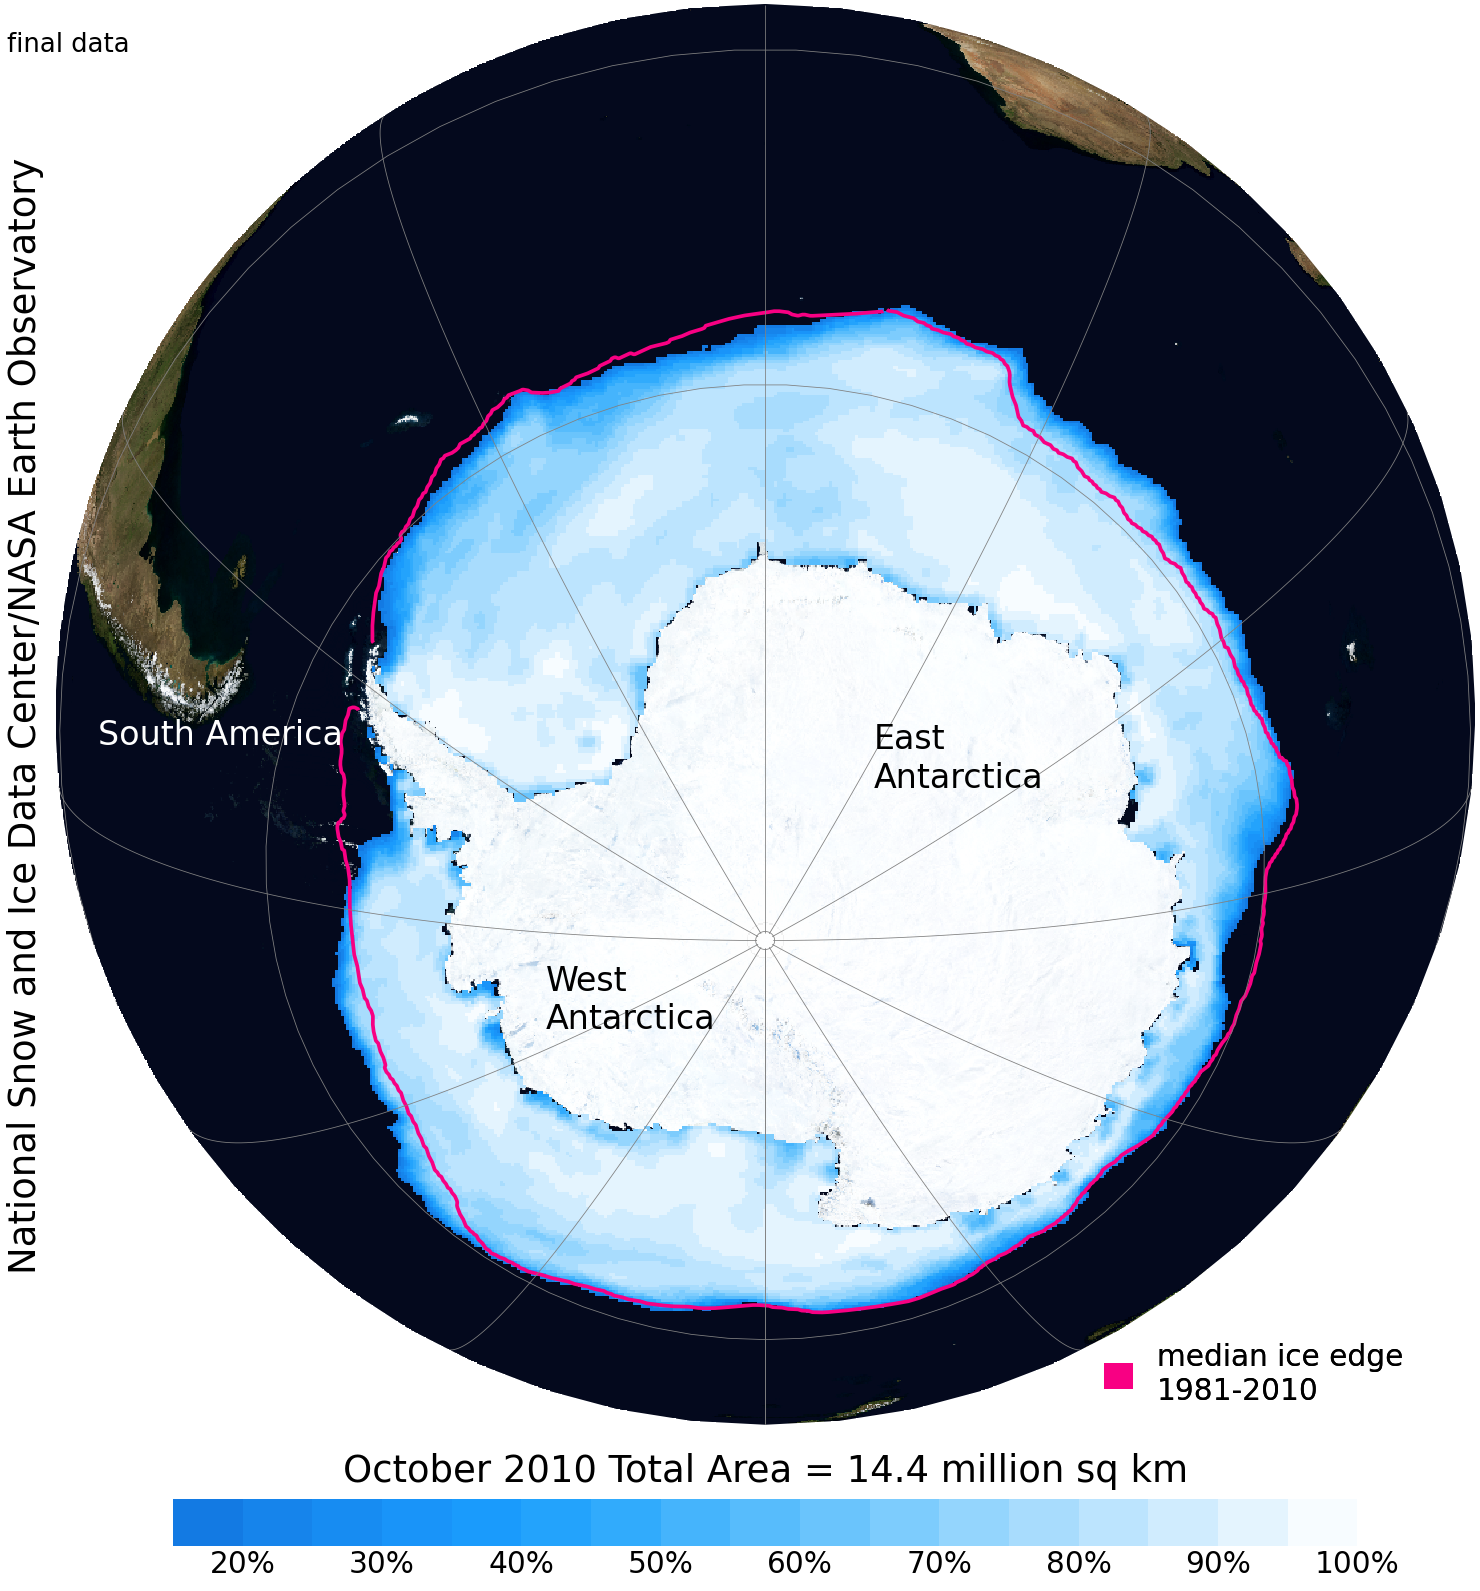 final data
National Snow and Ice Data Center/NASA Earth Observatory
South America
East
Antarctica
West
Antarctica
median ice edge
1981-2010
October 2010 Total Area = 14.4 million sq km
20% 30% 40% 50% 60% 70% 80% 90% 100%